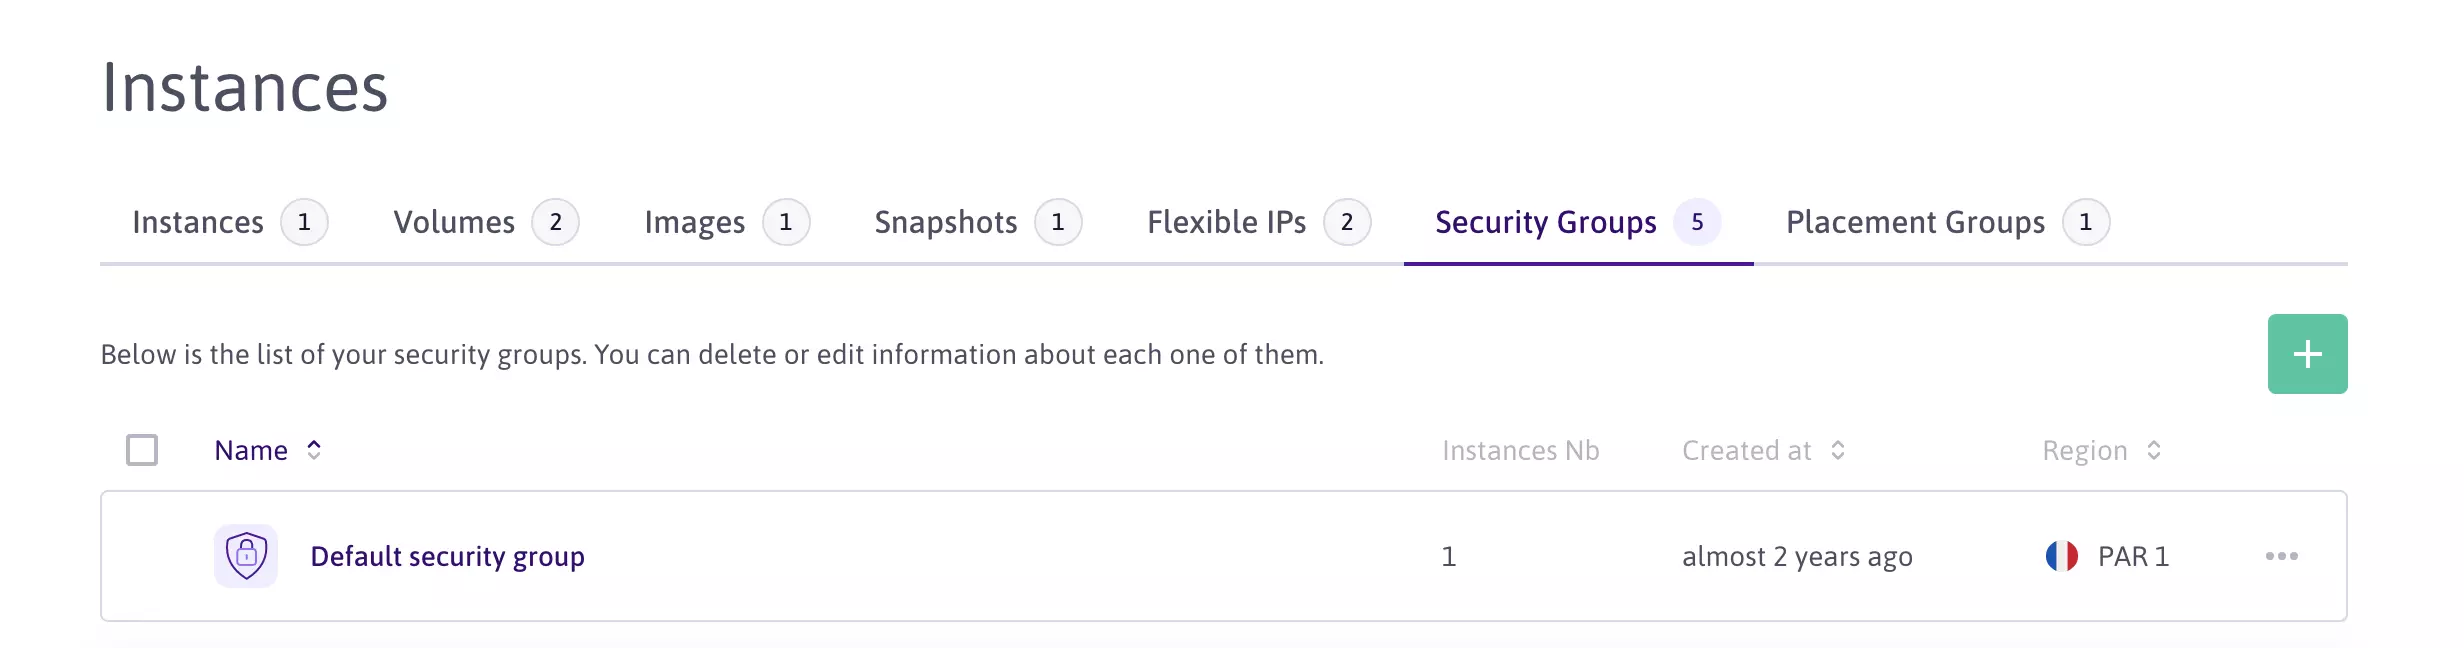 Instances
Instances 1 Volumes 2 Images 1 Snapshots 1 Flexible IPs 2 Security Groups 5 Placement Groups 1
Below is the list of your security groups. You can delete or edit information about each one of them.
Name Instances Nb Created at Region
Default security group 1 almost 2 years ago PAR 1